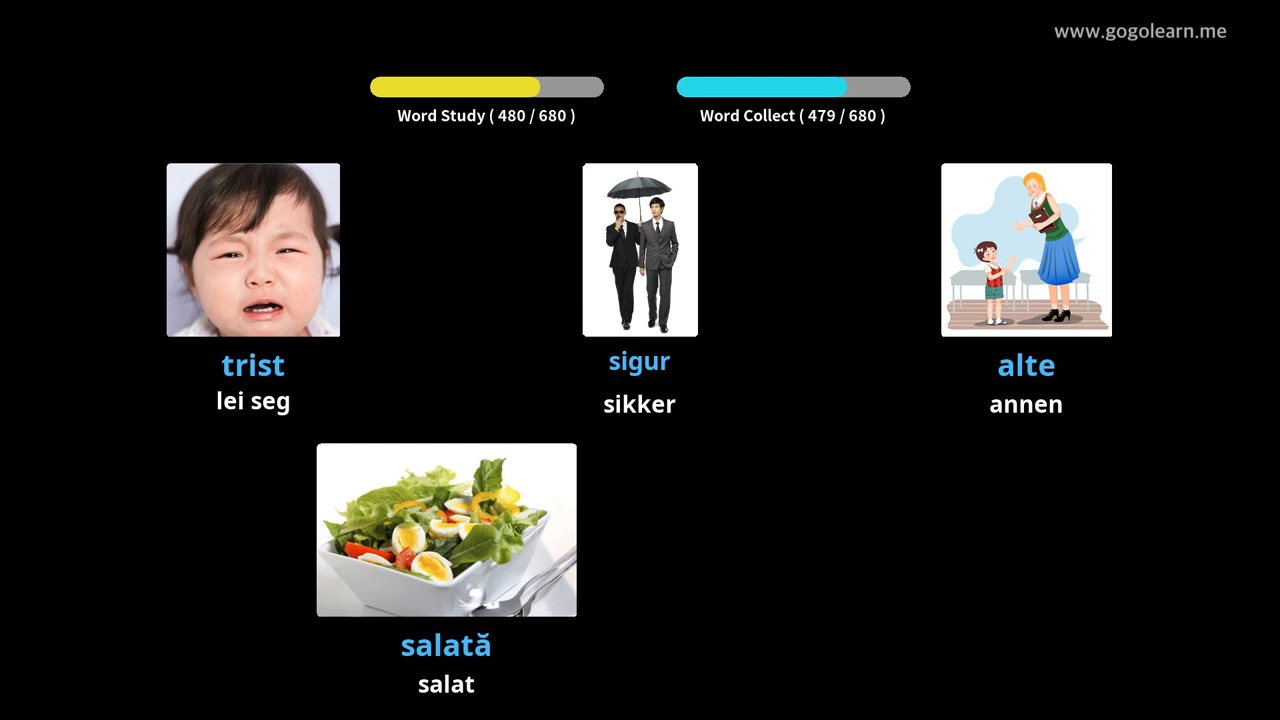 www.gogolearn.me
Word Study ( 480 / 680 )
Word Collect ( 479 / 680 )
trist
lei seg
sigur
sikker
alte
annen
salată
salat